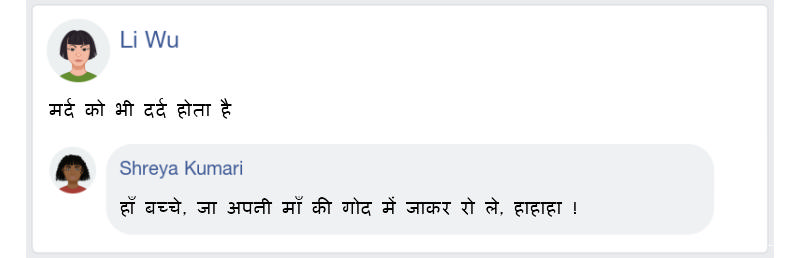 Li Wu
मर्द को भी दर्द होता है
Shreya Kumari
हाँ बच्चे, जा अपनी माँ की गोद में जाकर रो ले, हाहाहा !